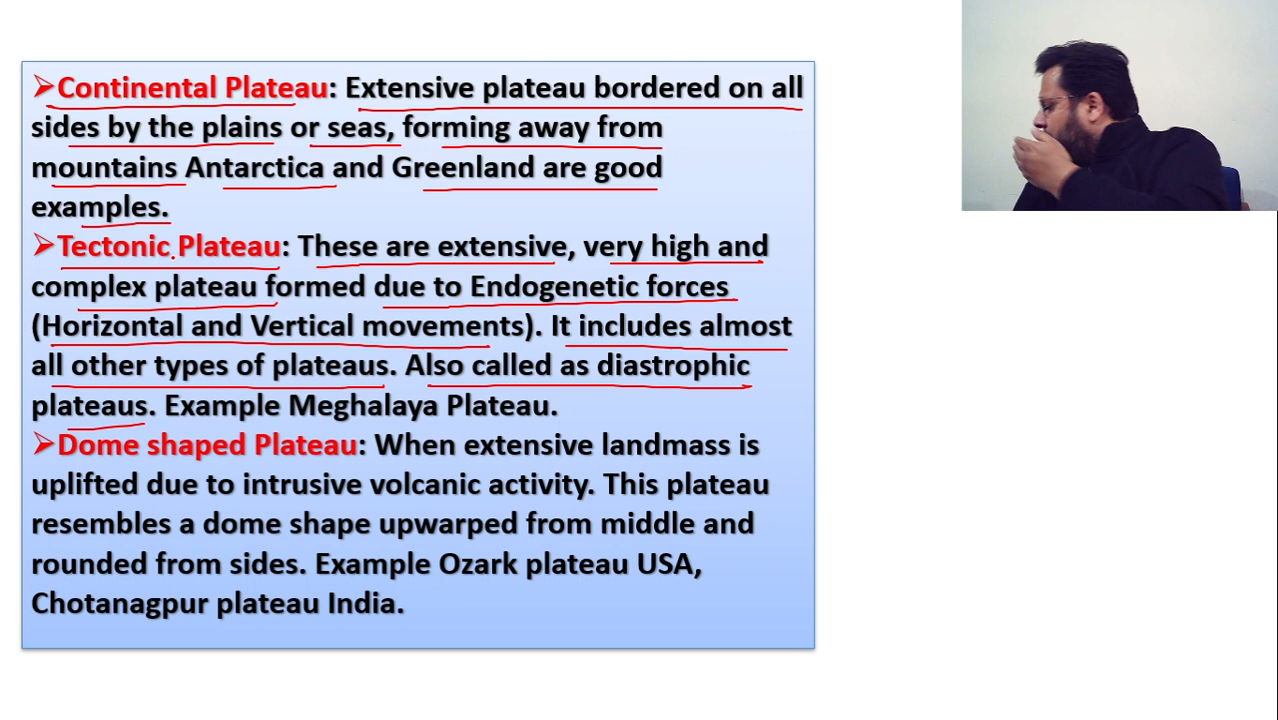 ➢Continental Plateau: Extensive plateau bordered on all
sides by the plains or seas, forming away from
mountains Antarctica and Greenland are good
examples.
➢Tectonic Plateau: These are extensive, very high and
complex plateau formed due to Endogenetic forces
(Horizontal and Vertical movements). It includes almost
all other types of plateaus. Also called as diastrophic
plateaus. Example Meghalaya Plateau.
➢Dome shaped Plateau: When extensive landmass is
uplifted due to intrusive volcanic activity. This plateau
resembles a dome shape upwarped from middle and
rounded from sides. Example Ozark plateau USA,
Chotanagpur plateau India.